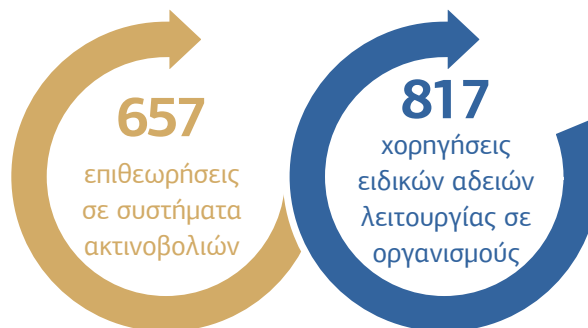 657
επιθεωρήσεις
σε συστήματα
ακτινοβολιών
817
χορηγήσεις
ειδικών αδειών
λειτουργίας σε
οργανισμούς